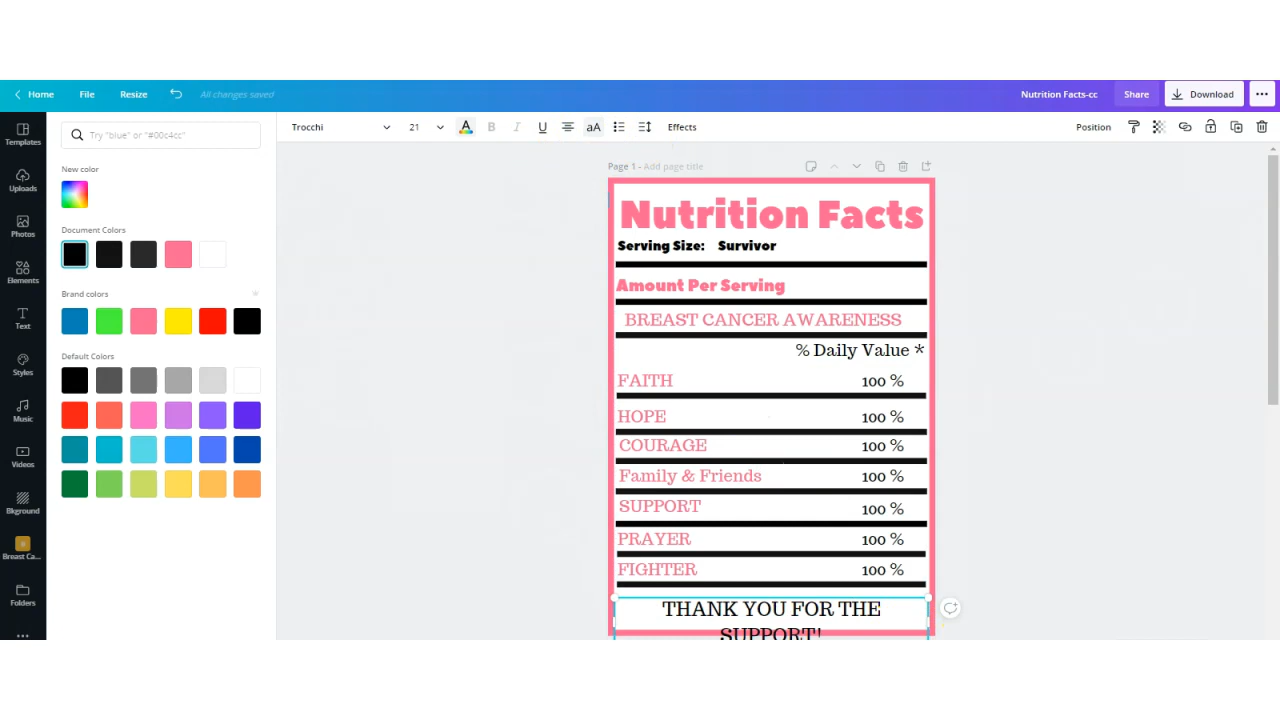 Home File Resize All changes saved Nutrition Facts-cc Share Download
Templates
Uploads
Photos
Elements
Text
Styles
Music
Videos
Bkground
Breast Ca...
Folders
Try "blue" or "#00c4cc"
New color
Document Colors
Brand colors
Default Colors
Trocchi 21 A B I U aA Effects Position
Page 1 - Add page title
Nutrition Facts
Serving Size: Survivor
Amount Per Serving
BREAST CANCER AWARENESS
% Daily Value *
FAITH 100 %
HOPE 100 %
COURAGE 100 %
Family & Friends 100 %
SUPPORT 100 %
PRAYER 100 %
FIGHTER 100 %
THANK YOU FOR THE
SUPPORT!